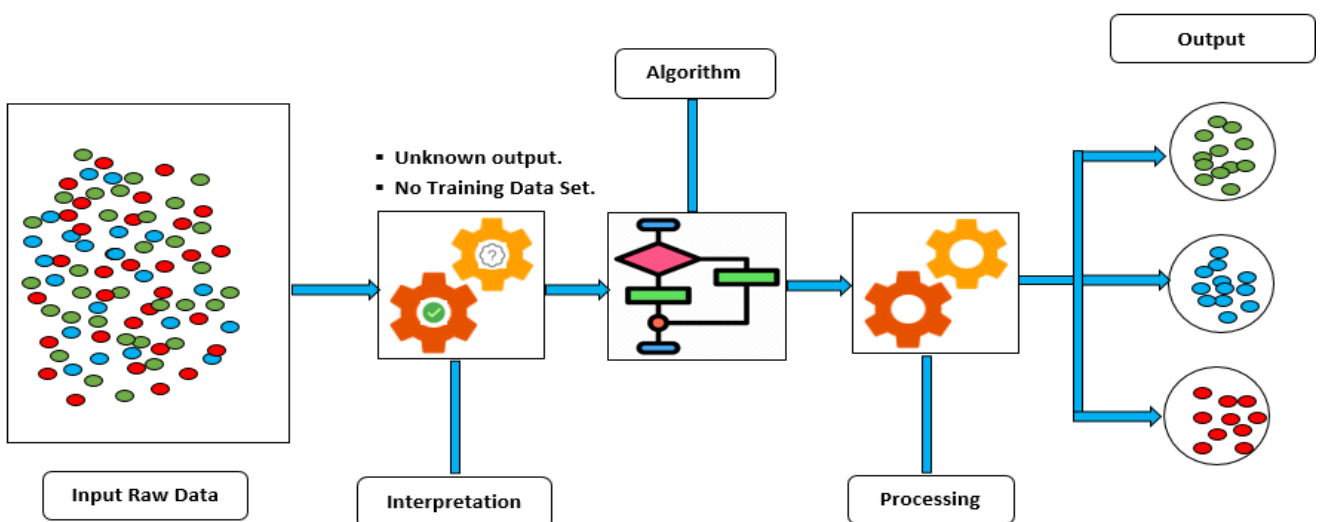 Output
Algorithm
▪ Unknown output.
▪ No Training Data Set.
?
Input Raw Data
Interpretation
Processing